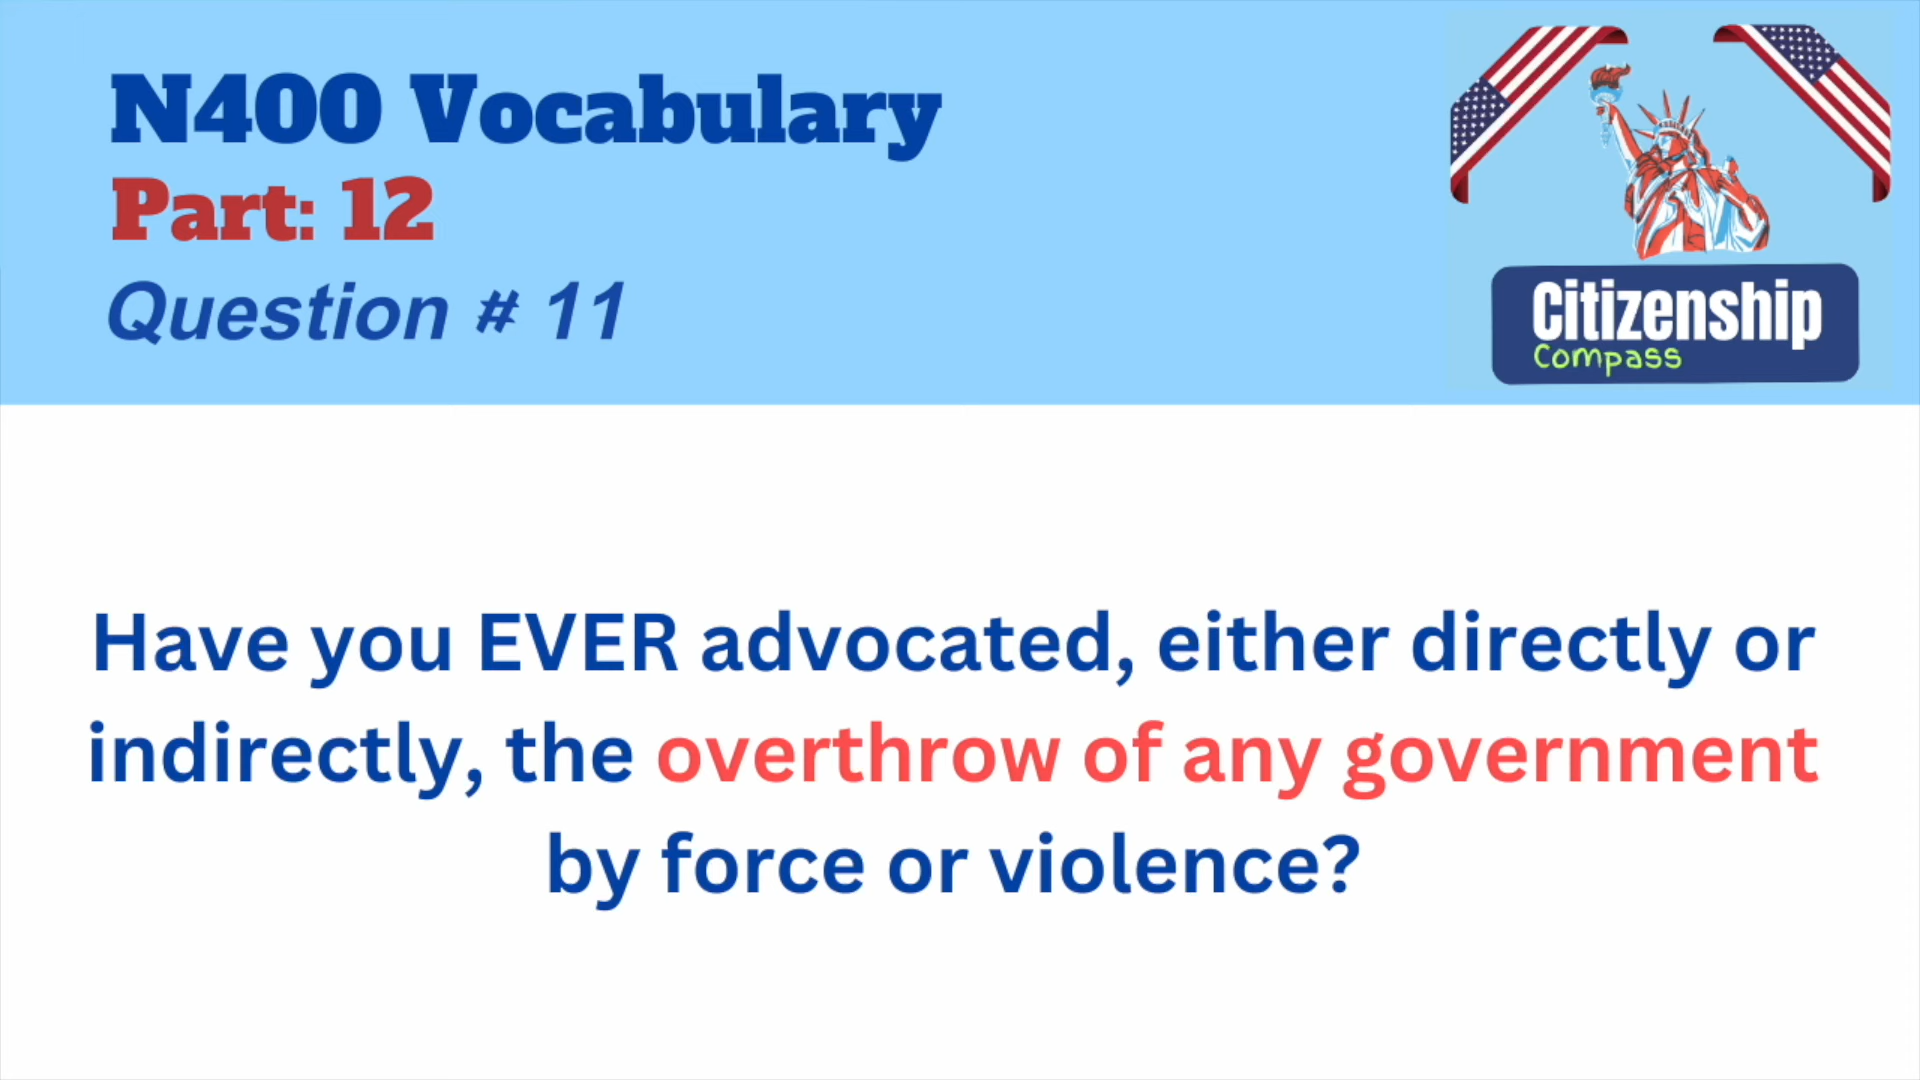 N400 Vocabulary
Part: 12
Question # 11
Citizenship
Compass
Have you EVER advocated, either directly or
indirectly, the overthrow of any government
by force or violence?